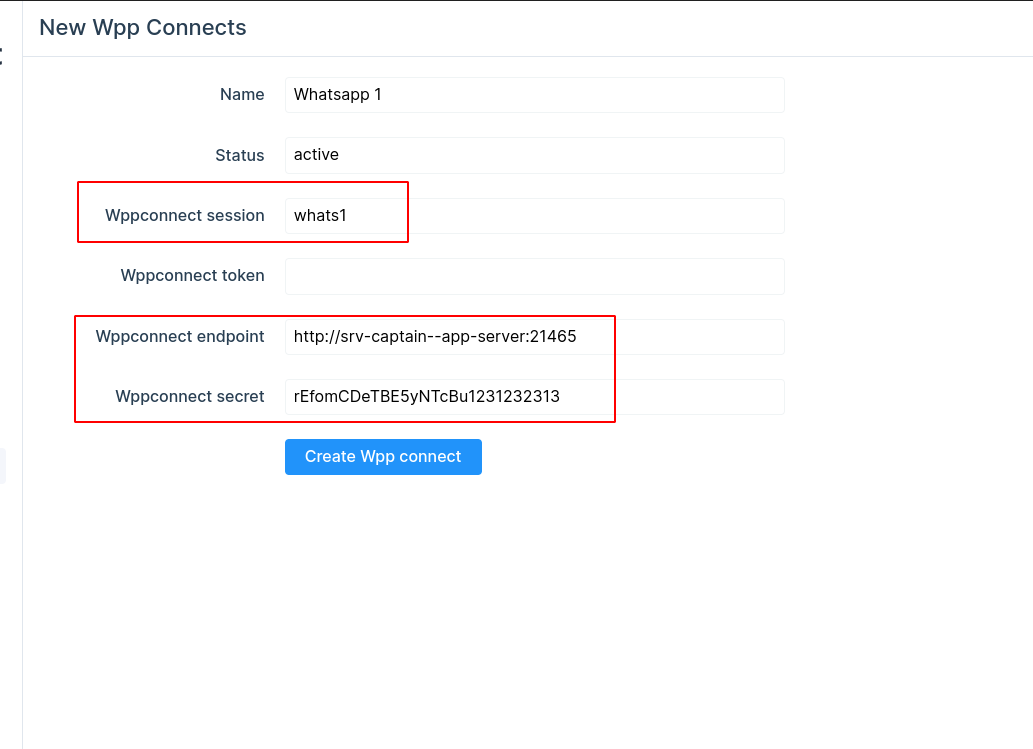 New Wpp Connects
Name Whatsapp 1
Status active
Wppconnect session whats1
Wppconnect token
Wppconnect endpoint http://srv-captain--app-server:21465
Wppconnect secret rEfomCDeTBE5yNTcBu1231232313
Create Wpp connect